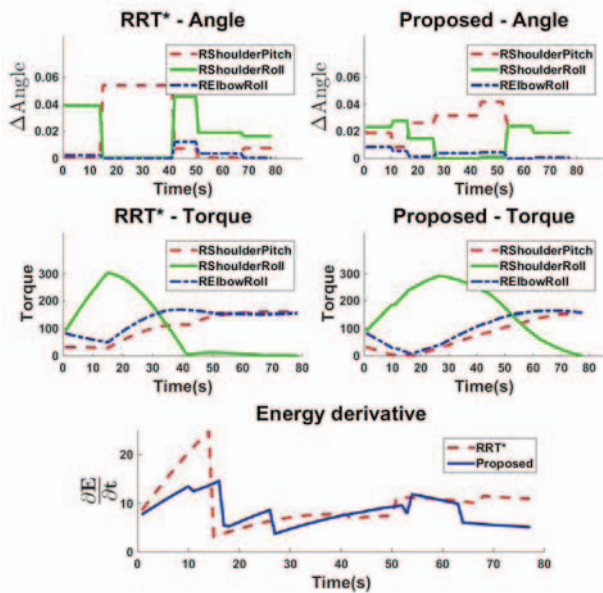 RRT* - Angle
ΔAngle
0.06
0.04
0.02
0
RShoulderPitch
RShoulderRoll
RElbowRoll
0 10 20 30 40 50 60 70 80
Time(s)
Proposed - Angle
ΔAngle
0.06
0.04
0.02
0
RShoulderPitch
RShoulderRoll
RElbowRoll
0 10 20 30 40 50 60 70 80
Time(s)
RRT* - Torque
Torque
300
200
100
0
RShoulderPitch
RShoulderRoll
RElbowRoll
0 10 20 30 40 50 60 70 80
Time(s)
Proposed - Torque
Torque
300
200
100
0
RShoulderPitch
RShoulderRoll
RElbowRoll
0 10 20 30 40 50 60 70 80
Time(s)
Energy derivative
∂E
∂t
20
10
0
RRT*
Proposed
0 10 20 30 40 50 60 70 80
Time(s)